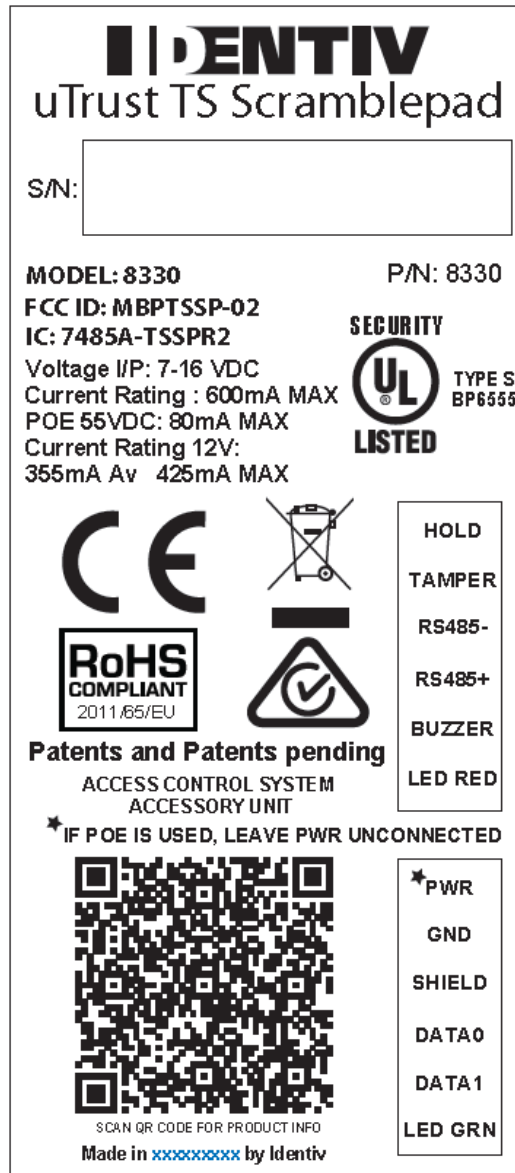 IDENTIV
uTrust TS Scramblepad
S/N:
MODEL: 8330
P/N: 8330
FCC ID: MBPTSSP-02
IC: 7485A-TSSPR2
Voltage I/P: 7-16 VDC
Current Rating : 600mA MAX
POE 55VDC: 80mA MAX
Current Rating 12V:
355mA Av 425mA MAX
SECURITY
UL
®
LISTED
TYPE S
BP6555
CE
RoHS
COMPLIANT
2011/65/EU
Patents and Patents pending
ACCESS CONTROL SYSTEM
ACCESSORY UNIT
*IF POE IS USED, LEAVE PWR UNCONNECTED
HOLD
TAMPER
RS485-
RS485+
BUZZER
LED RED
*PWR
GND
SHIELD
DATA0
DATA1
LED GRN
SCAN QR CODE FOR PRODUCT INFO
Made in xxxxxxxxx by Identiv